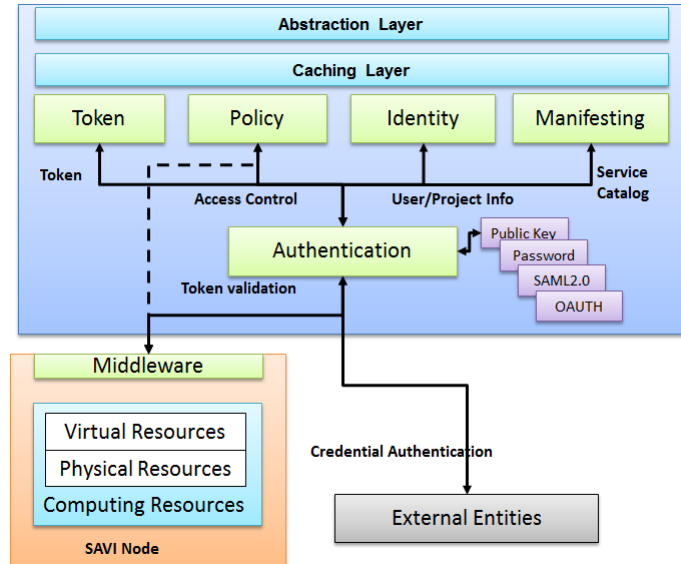 Abstraction Layer
Caching Layer
Token
Policy
Identity
Manifesting
Token
Access Control
User/Project Info
Service
Catalog
Authentication
Public Key
Password
SAML2.0
OAUTH
Token validation
Middleware
Virtual Resources
Physical Resources
Computing Resources
SAVI Node
Credential Authentication
External Entities